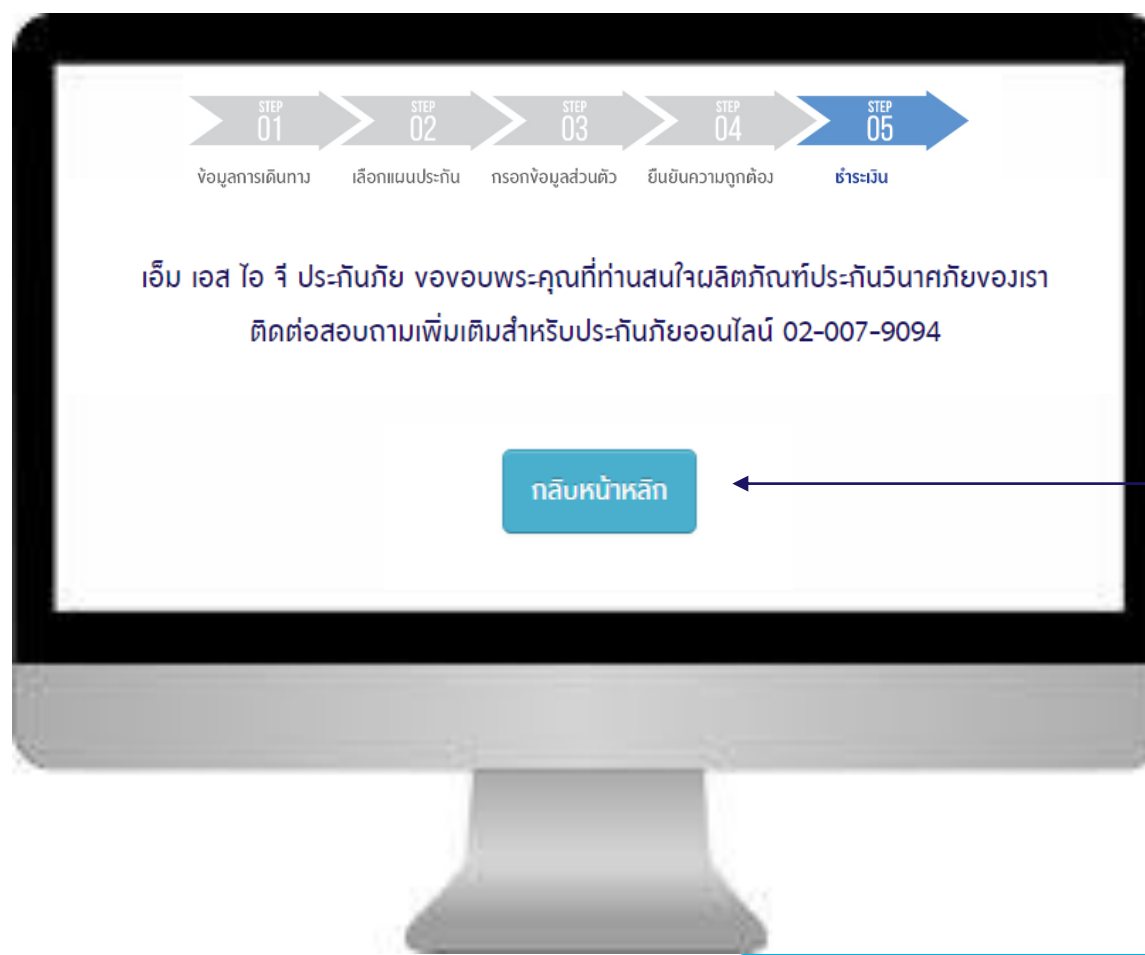 STEP STEP STEP STEP STEP
01 02 03 04 05
ข้อมูลการเดินทาง เลือกแผนประกัน กรอกข้อมูลส่วนตัว ยืนยันความถูกต้อง ชำระเงิน
เอ็ม เอส ไอ จี ประกันภัย ขอขอบพระคุณที่ท่านสนใจผลิตภัณฑ์ประกันวินาศภัยของเรา
ติดต่อสอบถามเพิ่มเติมสำหรับประกันภัยออนไลน์ 02-007-9094
กลับหน้าหลัก